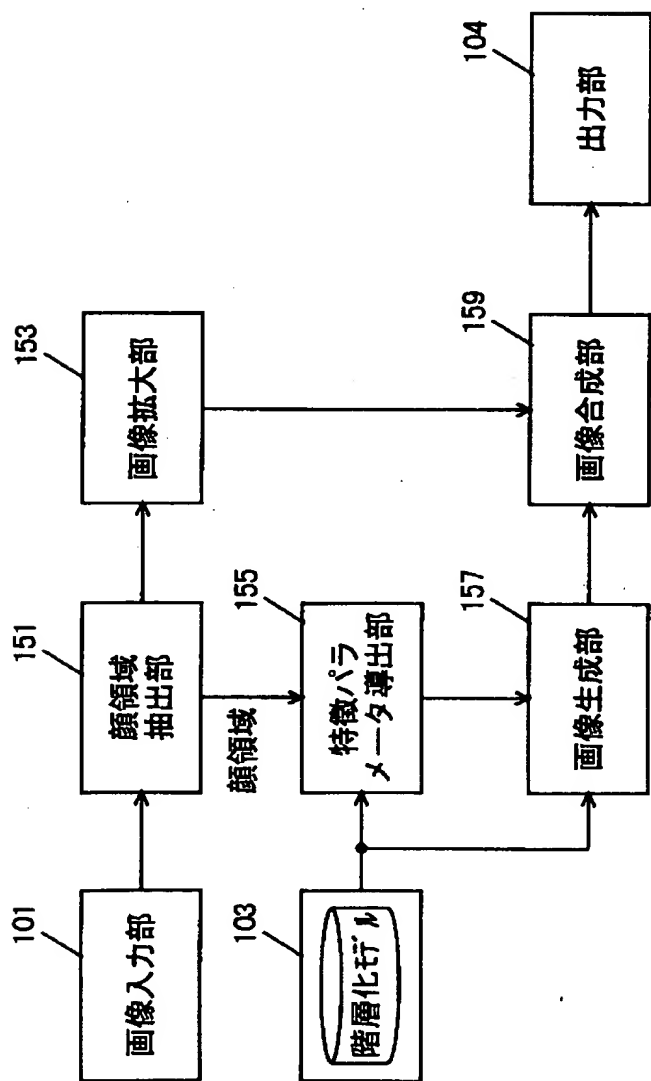 101
画像入力部
151
顔領域
抽出部
153
画像拡大部
顔領域
103
階層化モデル
155
特徴パラ
メータ導出部
157
画像生成部
159
画像合成部
104
出力部